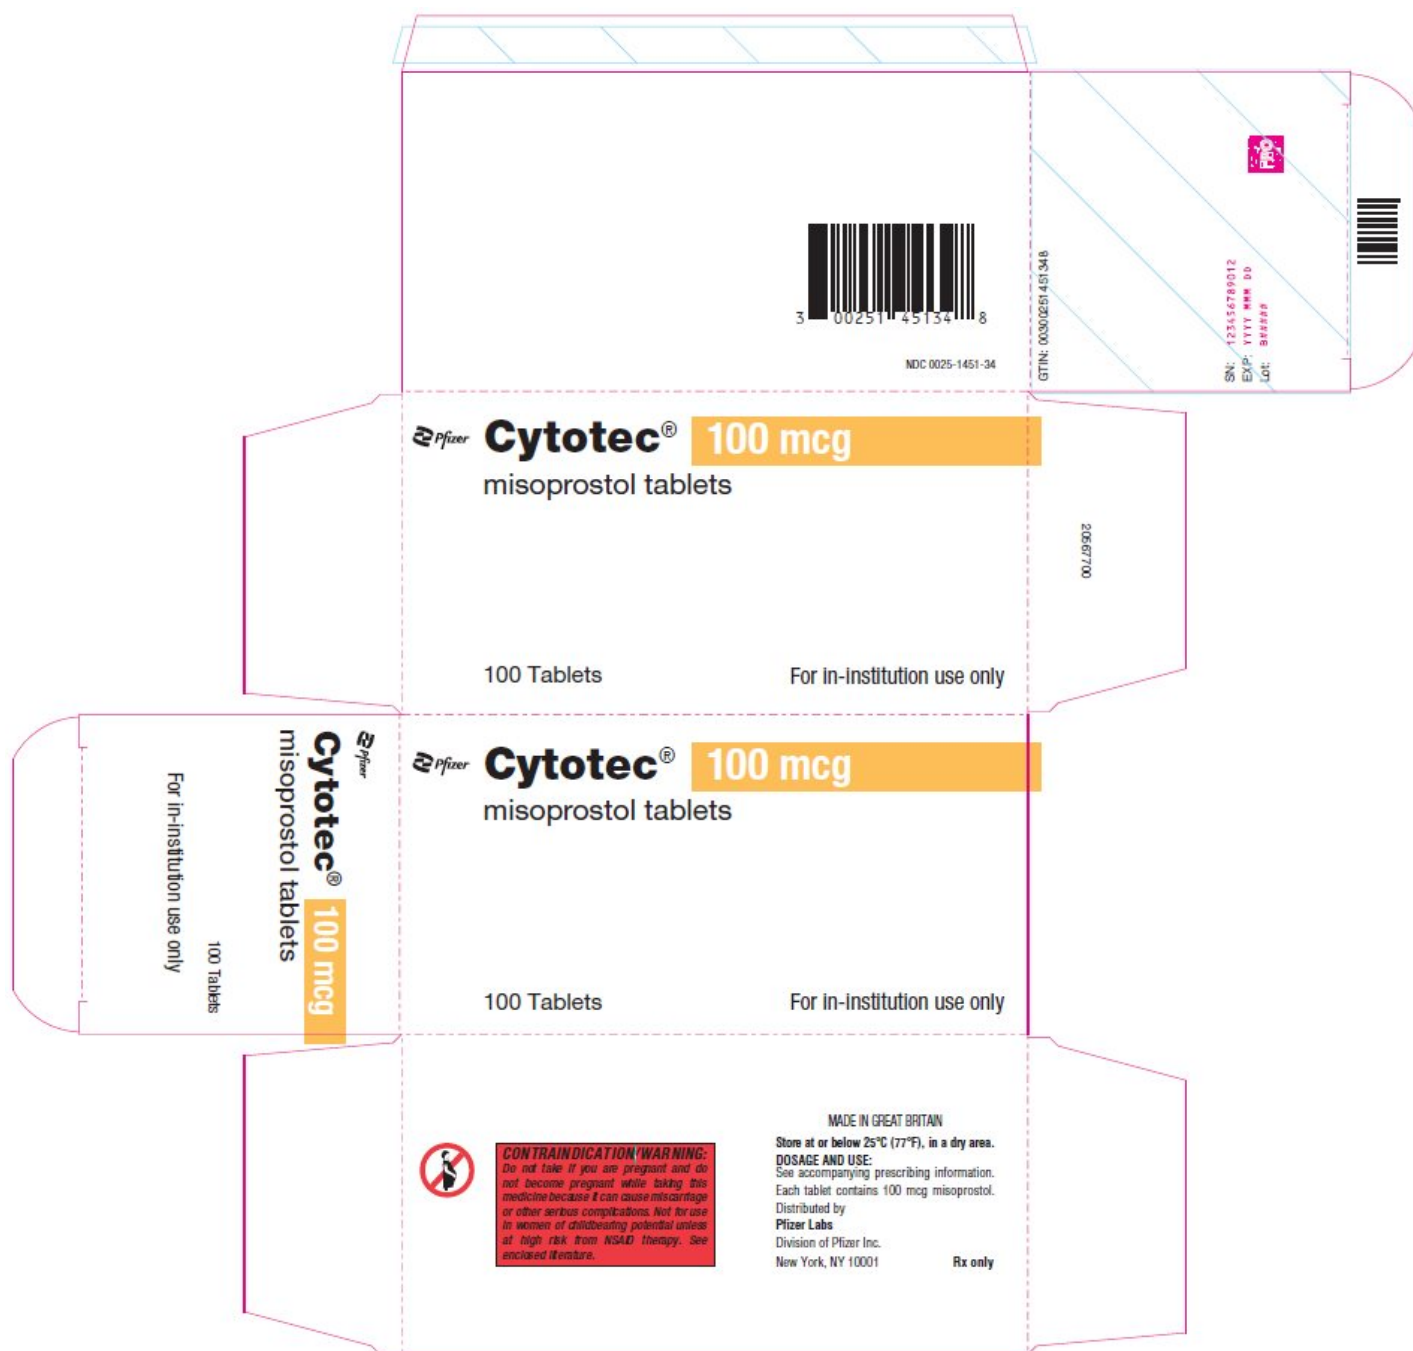 3 00251 45134 8
NDC 0025-1451-34
GTIN: 00300251451348
SN: 123456789012
EXP: YYYY MMM DD
Lot: B#####
Pfizer Cytotec® 100 mcg
misoprostol tablets
20567700
100 Tablets For in-institution use only
Pfizer
Cytotec® 100 mcg
misoprostol tablets
100 Tablets
For in-institution use only
Pfizer Cytotec® 100 mcg
misoprostol tablets
100 Tablets For in-institution use only
CONTRAINDICATION/WARNING:
Do not take if you are pregnant and do
not become pregnant while taking this
medicine because it can cause miscarriage
or other serious complications. Not for use
in women of childbearing potential unless
at high risk from NSAID therapy. See
enclosed literature.
MADE IN GREAT BRITAIN
Store at or below 25°C (77°F), in a dry area.
DOSAGE AND USE:
See accompanying prescribing information.
Each tablet contains 100 mcg misoprostol.
Distributed by
Pfizer Labs
Division of Pfizer Inc.
New York, NY 10001 Rx only